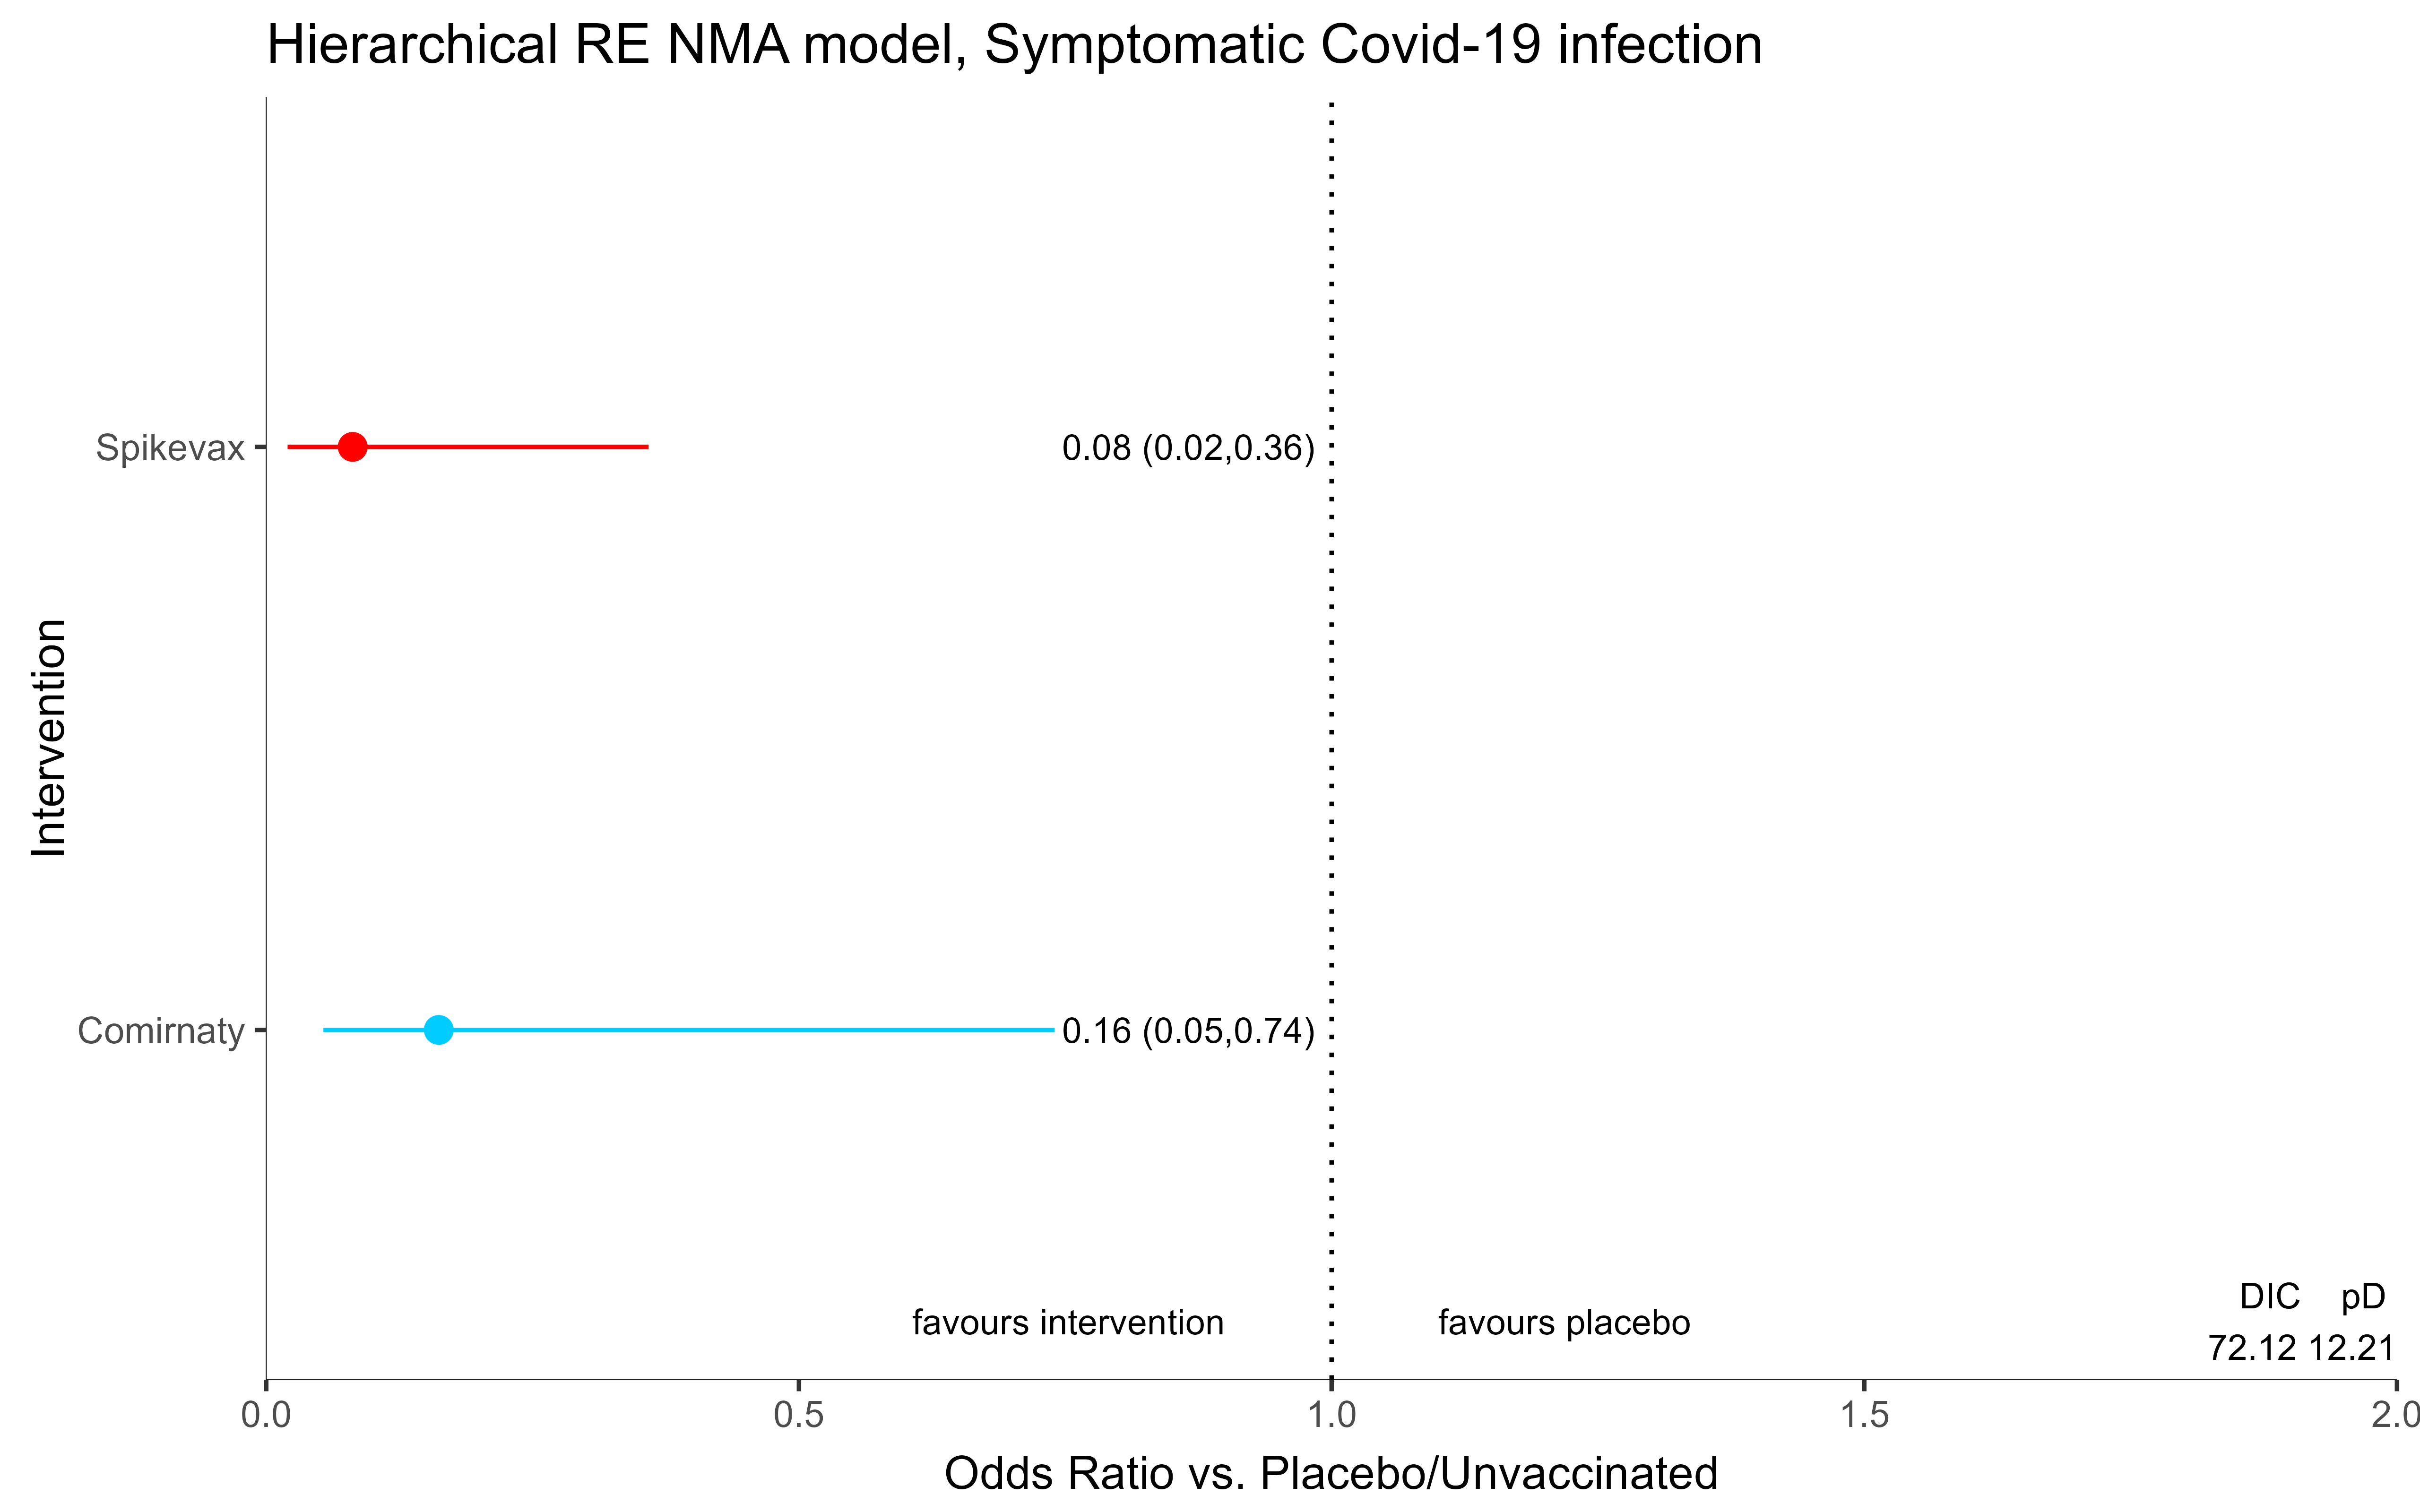 Hierarchical RE NMA model, Symptomatic Covid-19 infection
Intervention
Spikevax
0.08 (0.02,0.36)
Comirnaty
0.16 (0.05,0.74)
favours intervention
favours placebo
DIC pD
72.12 12.21
0.0 0.5 1.0 1.5 2.0
Odds Ratio vs. Placebo/Unvaccinated